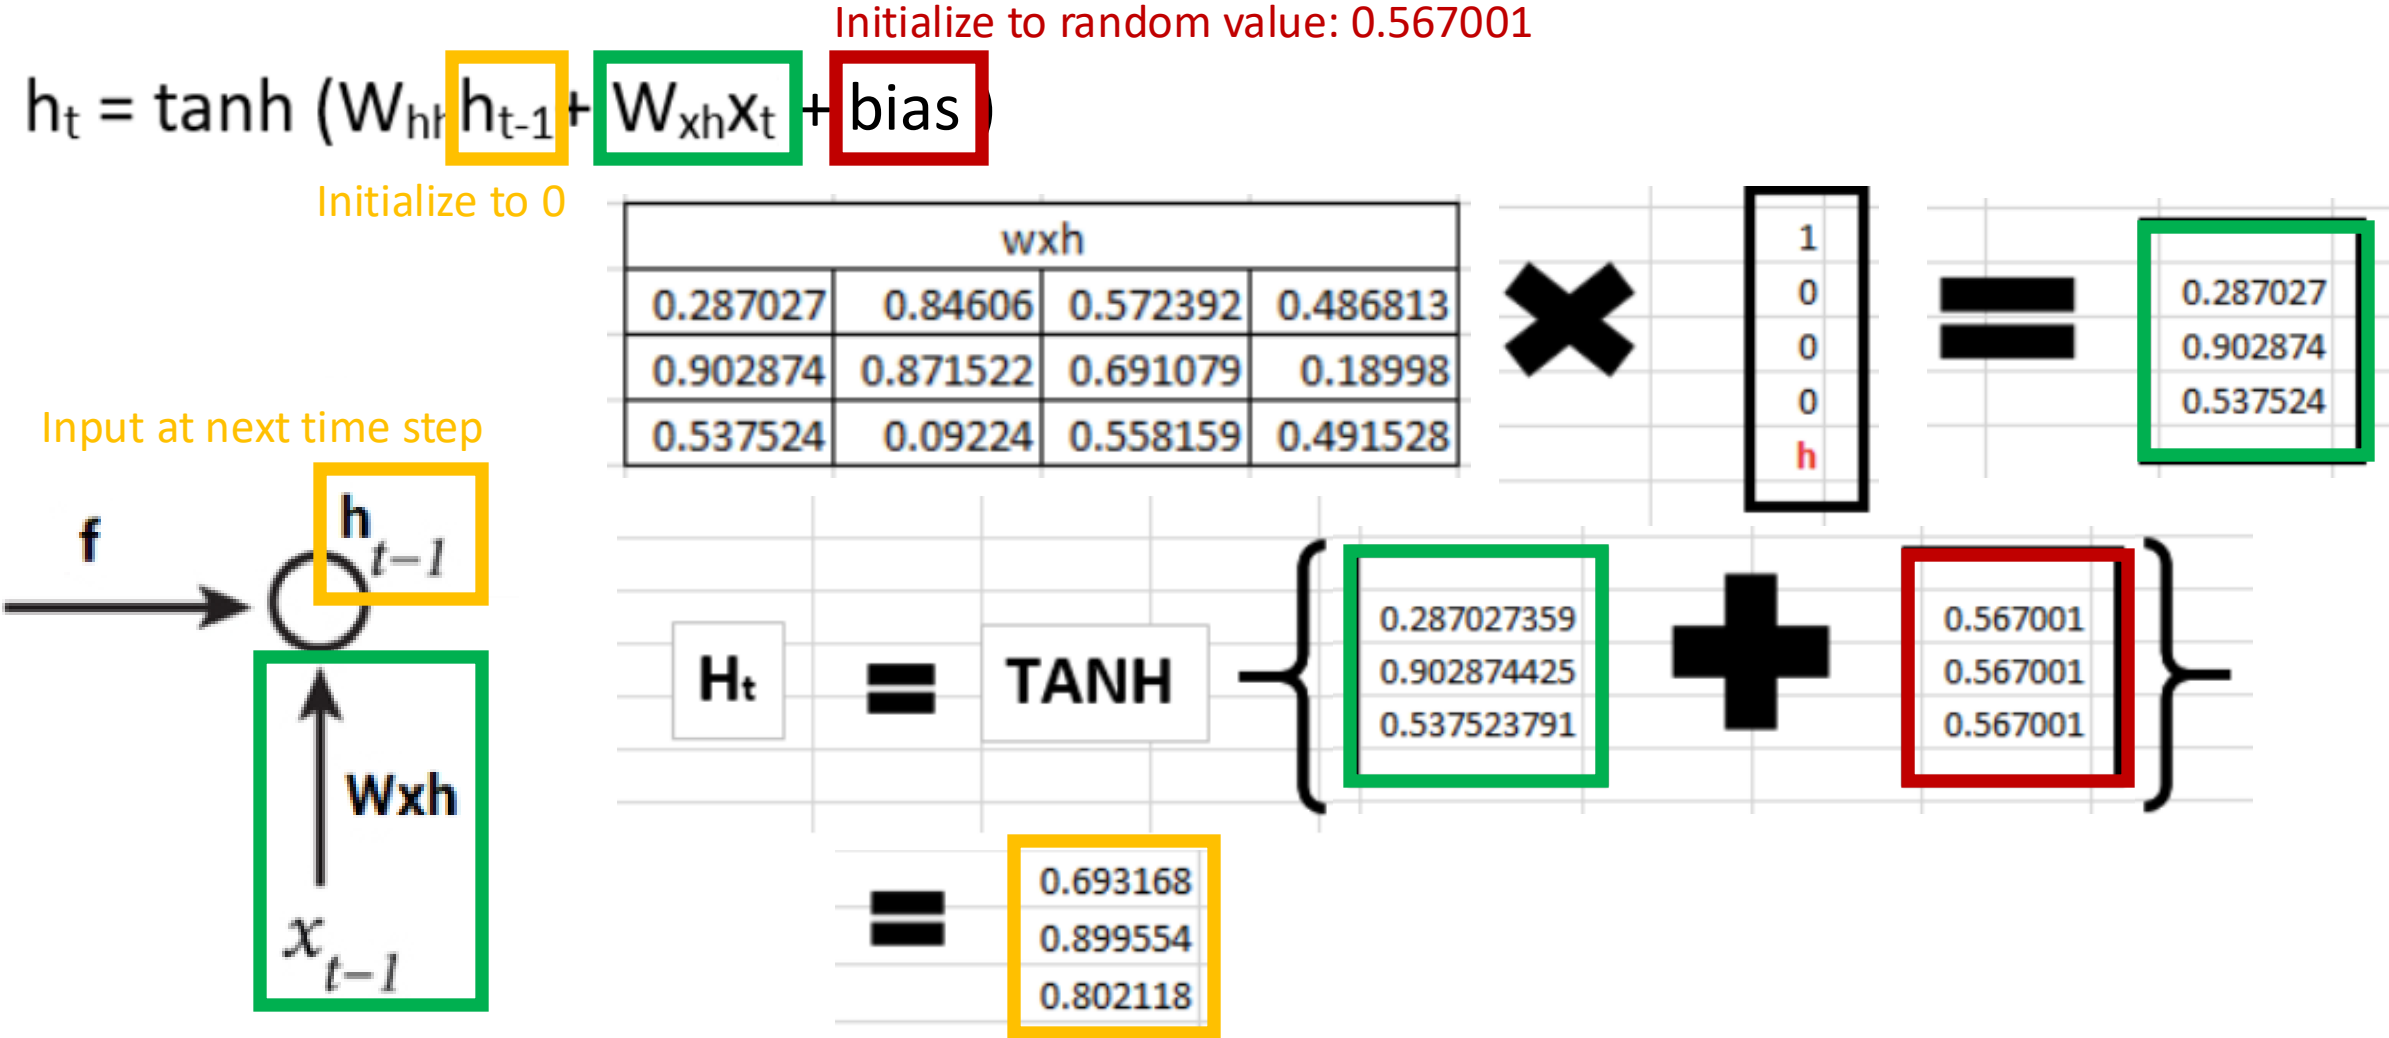 Initialize to random value: 0.567001
hₜ = tanh (Wₕₕhₜ₋₁+ Wₓₕxₜ + bias )
Initialize to 0
wxh
0.287027 0.84606 0.572392 0.486813
0.902874 0.871522 0.691079 0.18998
0.537524 0.09224 0.558159 0.491528
1
0
0
0
h
0.287027
0.902874
0.537524
Input at next time step
f
h t-1
Wxh
x t-1
Hₜ = TANH
0.287027359
0.902874425
0.537523791
+
0.567001
0.567001
0.567001
=
0.693168
0.899554
0.802118